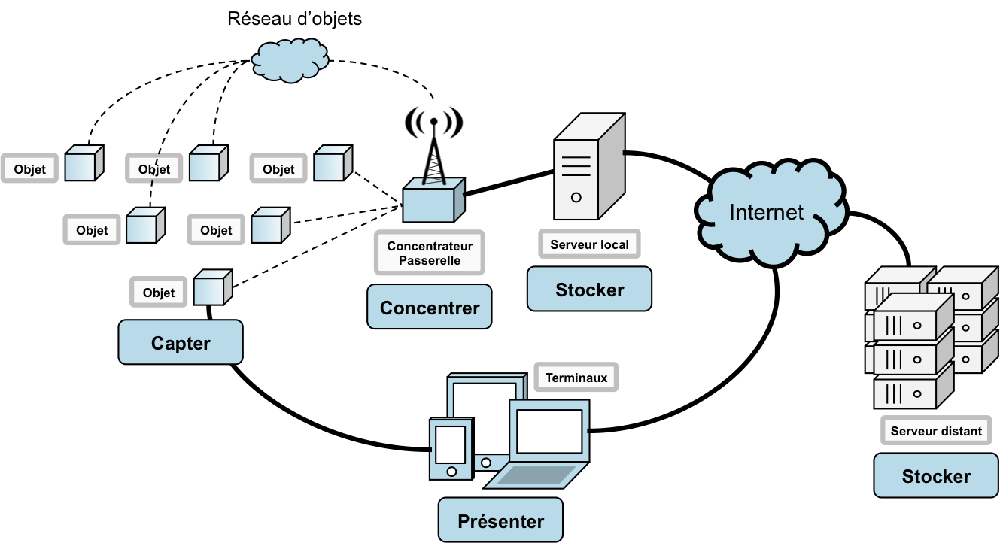 Réseau d’objets
Objet
Objet
Objet
Objet
Objet
Objet
Capter
Concentrateur
Passerelle
Concentrer
Serveur local
Stocker
Internet
Terminaux
Présenter
Serveur distant
Stocker